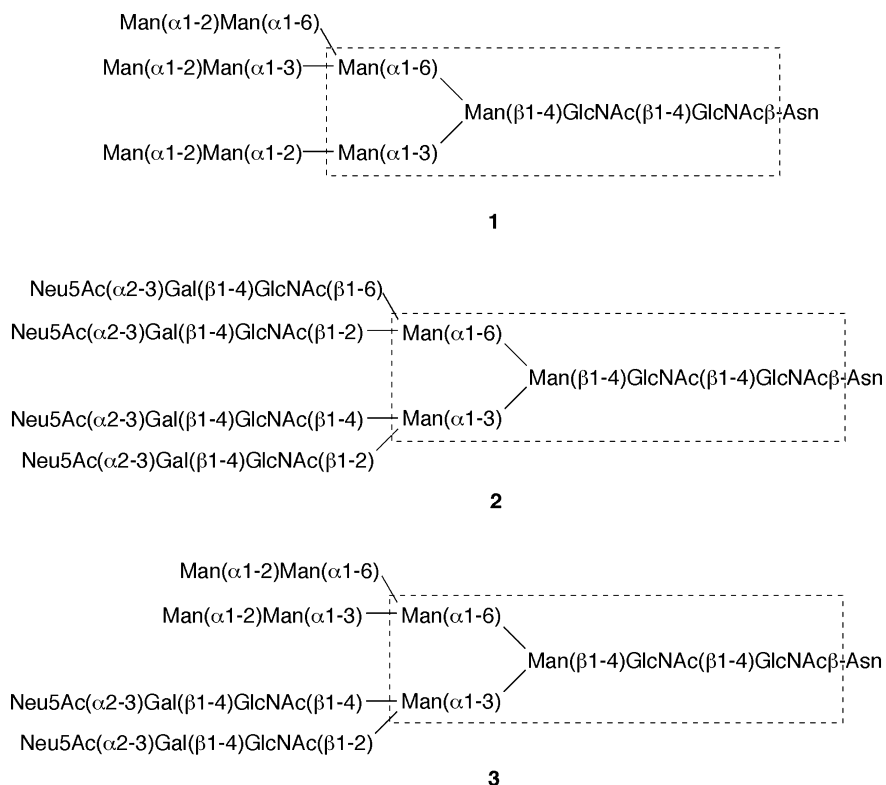 Man(α1-2)Man(α1-6)
Man(α1-2)Man(α1-3) Man(α1-6)
Man(β1-4)GlcNAc(β1-4)GlcNAcβ-Asn
Man(α1-2)Man(α1-2) Man(α1-3)
1
Neu5Ac(α2-3)Gal(β1-4)GlcNAc(β1-6)
Neu5Ac(α2-3)Gal(β1-4)GlcNAc(β1-2) Man(α1-6)
Man(β1-4)GlcNAc(β1-4)GlcNAcβ-Asn
Neu5Ac(α2-3)Gal(β1-4)GlcNAc(β1-4) Man(α1-3)
Neu5Ac(α2-3)Gal(β1-4)GlcNAc(β1-2)
2
Man(α1-2)Man(α1-6)
Man(α1-2)Man(α1-3) Man(α1-6)
Man(β1-4)GlcNAc(β1-4)GlcNAcβ-Asn
Neu5Ac(α2-3)Gal(β1-4)GlcNAc(β1-4) Man(α1-3)
Neu5Ac(α2-3)Gal(β1-4)GlcNAc(β1-2)
3